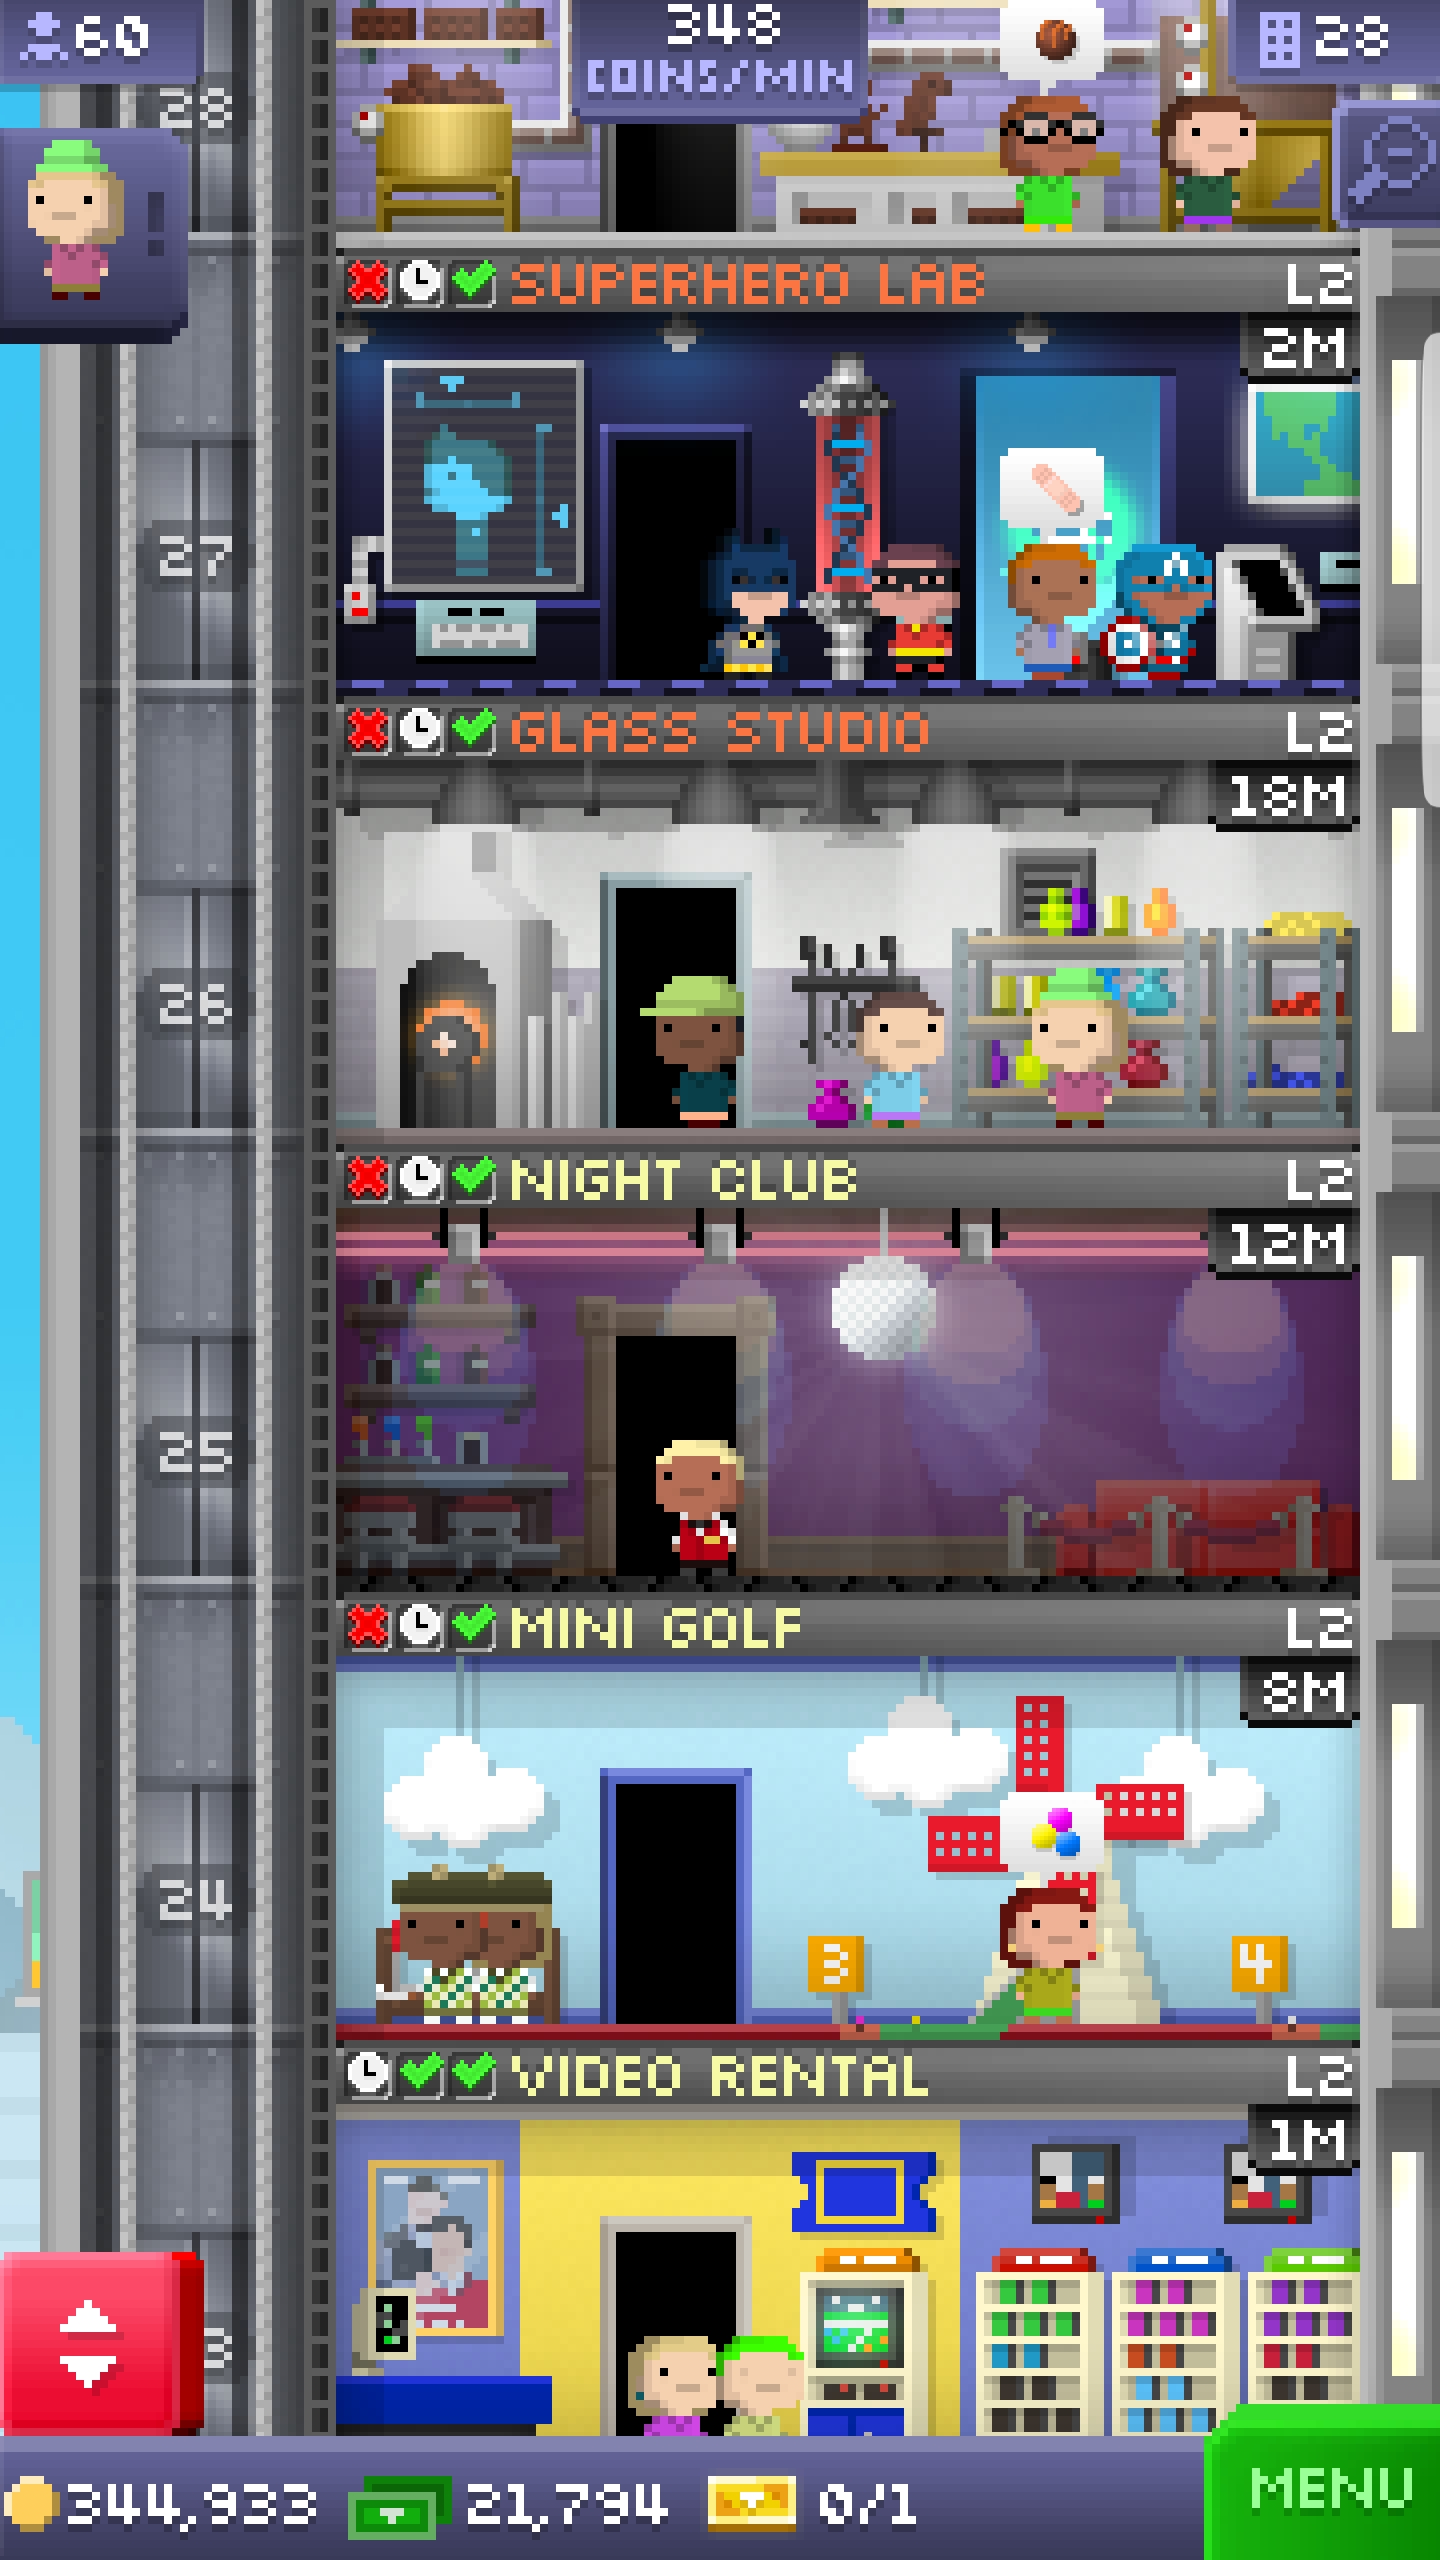 60
348
COINS/MIN
28
28
SUPERHERO LAB L2
2M
27
GLASS STUDIO L2
18M
26
NIGHT CLUB L2
12M
25
MINI GOLF L2
8M
24
3
4
VIDEO RENTAL L2
1M
344,933 21,794 0/1
MENU